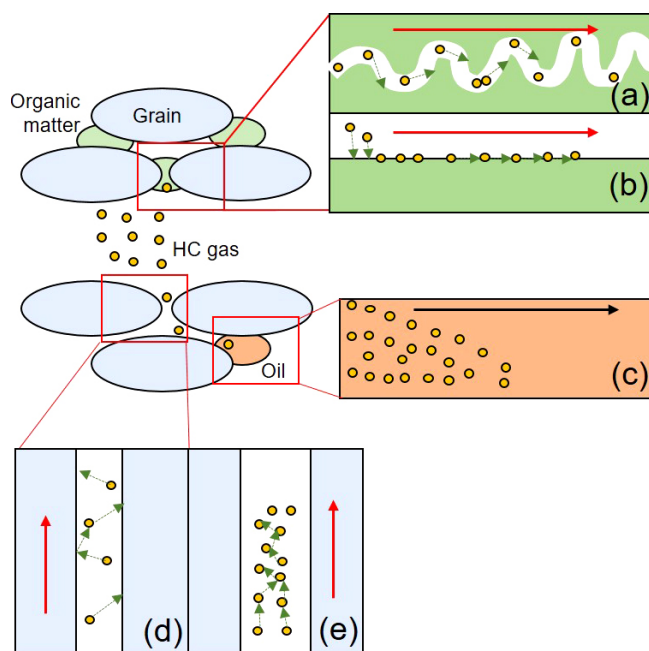 Organic
matter
Grain
(a)
(b)
HC gas
Oil
(c)
(d)
(e)